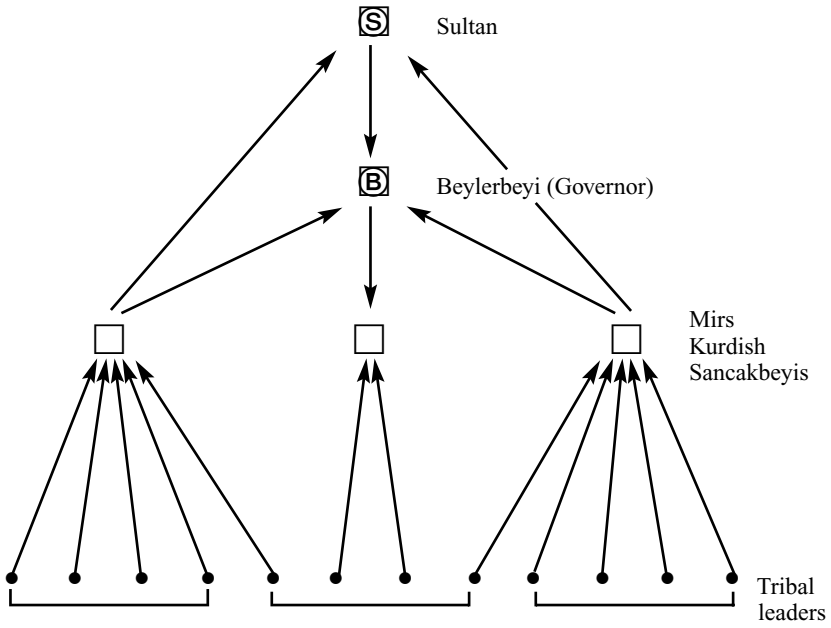 S
Sultan
B
Beylerbeyi (Governor)
Mirs
Kurdish
Sancakbeyis
Tribal
leaders